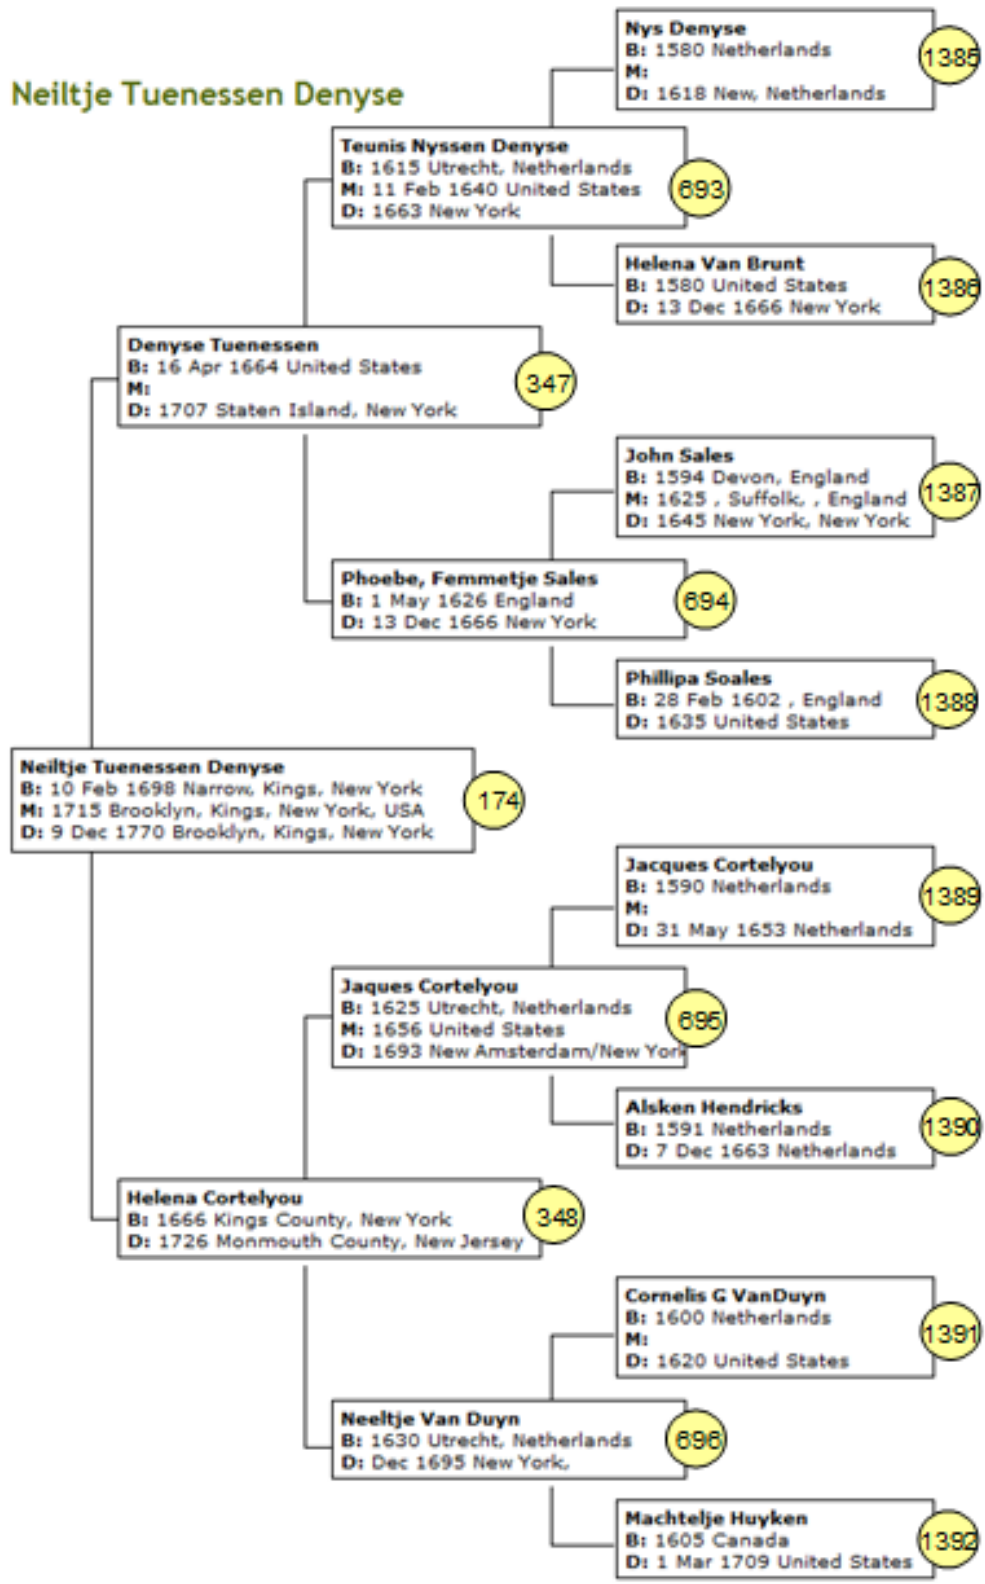 Neiltje Tuenessen Denyse
Nys Denyse
B: 1580 Netherlands
M:
D: 1618 New, Netherlands
1385
Teunis Nyssen Denyse
B: 1615 Utrecht, Netherlands
M: 11 Feb 1640 United States
D: 1663 New York
693
Helena Van Brunt
B: 1580 United States
D: 13 Dec 1666 New York
1386
Denyse Tuenessen
B: 16 Apr 1664 United States
M:
D: 1707 Staten Island, New York
347
John Sales
B: 1594 Devon, England
M: 1625 , Suffolk, , England
D: 1645 New York, New York
1387
Phoebe, Femmetje Sales
B: 1 May 1626 England
D: 13 Dec 1666 New York
694
Phillipa Soales
B: 28 Feb 1602 , England
D: 1635 United States
1388
Neiltje Tuenessen Denyse
B: 10 Feb 1698 Narrow, Kings, New York
M: 1715 Brooklyn, Kings, New York, USA
D: 9 Dec 1770 Brooklyn, Kings, New York
174
Jacques Cortelyou
B: 1590 Netherlands
M:
D: 31 May 1653 Netherlands
1389
Jaques Cortelyou
B: 1625 Utrecht, Netherlands
M: 1656 United States
D: 1693 New Amsterdam/New York
695
Alsken Hendricks
B: 1591 Netherlands
D: 7 Dec 1663 Netherlands
1390
Helena Cortelyou
B: 1666 Kings County, New York
D: 1726 Monmouth County, New Jersey
348
Cornelis G VanDuyn
B: 1600 Netherlands
M:
D: 1620 United States
1391
Neeltje Van Duyn
B: 1630 Utrecht, Netherlands
D: Dec 1695 New York,
696
Machtelje Huyken
B: 1605 Canada
D: 1 Mar 1709 United States
1392